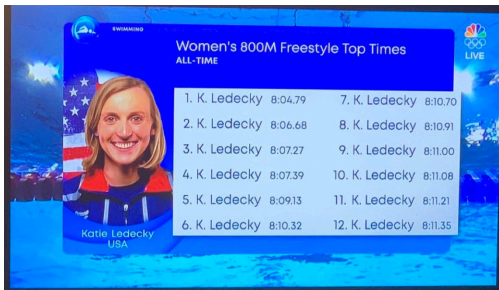 SWIMMING
Women's 800M Freestyle Top Times
ALL-TIME
1. K. Ledecky 8:04.79
2. K. Ledecky 8:06.68
3. K. Ledecky 8:07.27
4. K. Ledecky 8:07.39
5. K. Ledecky 8:09.13
6. K. Ledecky 8:10.32
7. K. Ledecky 8:10.70
8. K. Ledecky 8:10.91
9. K. Ledecky 8:11.00
10. K. Ledecky 8:11.08
11. K. Ledecky 8:11.21
12. K. Ledecky 8:11.35
Katie Ledecky
USA
LIVE